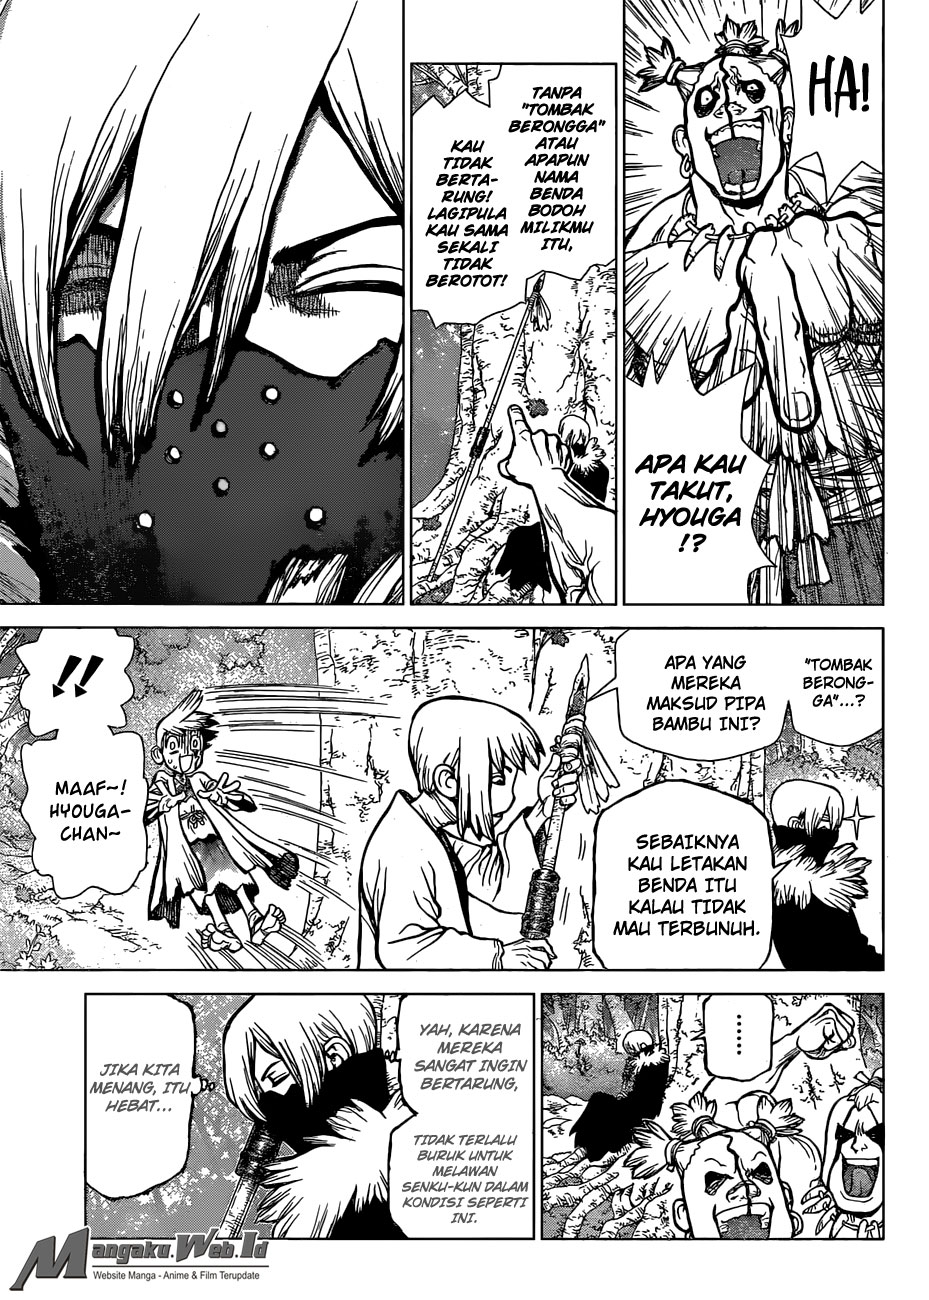 HA!
APA KAU
TAKUT,
HYOUGA
!?
TANPA
"TOMBAK
BERONGGA"
ATAU
APAPUN
NAMA
BENDA
BODOH
MILIKMU
ITU,
KAU
TIDAK
BERTA-
RUNG!
LAGIPULA
KAU SAMA
SEKALI
TIDAK
BEROTOT!
"TOMBAK
BERONG-
GA"...?
APA YANG
MEREKA
MAKSUD PIPA
BAMBU INI?
SEBAIKNYA
KAU LETAKAN
BENDA ITU
KALAU TIDAK
MAU TERBUNUH.
!!
MAAF~!
HYOUGA-
CHAN~
......
YAH, KARENA
MEREKA
SANGAT INGIN
BERTARUNG,
TIDAK TERLALU
BURUK UNTUK
MELAWAN
SENKU-KUN DALAM
KONDISI SEPERTI
INI.
JIKA KITA
MENANG, ITU
HEBAT...
Mangaku.Web.Id
Website Manga - Anime & Film Terupdate